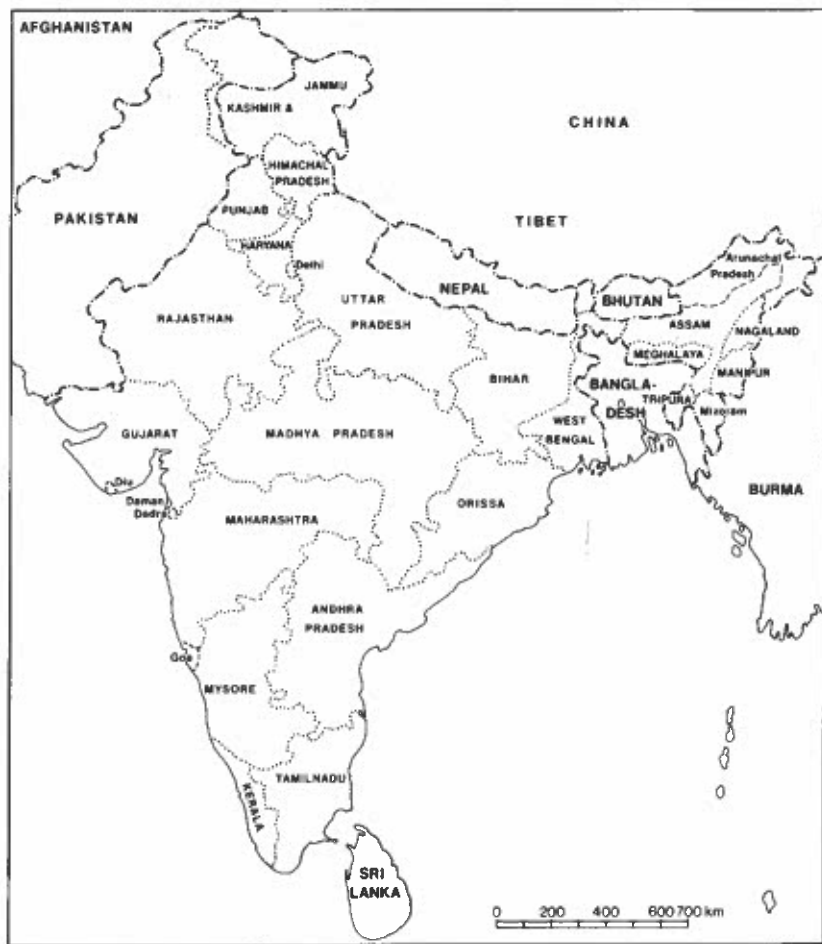 AFGHANISTAN
JAMMU
KASHMIR &
CHINA
HIMACHAL
PRADESH
PAKISTAN
PUNJAB
TIBET
HARYANA
Delhi
Arunachal
Pradesh
NEPAL
BHUTAN
UTTAR
PRADESH
RAJASTHAN
ASSAM
NAGALAND
MEGHALAYA
MANIPUR
BIHAR
BANGLA-
DESH
TRIPURA
Mizoram
WEST
BENGAL
GUJARAT
MADHYA PRADESH
Diu
Daman
Dadra
BURMA
ORISSA
MAHARASHTRA
ANDHRA
PRADESH
Goa
MYSORE
TAMILNADU
KERALA
SRI
LANKA
0 200 400 600 700 km